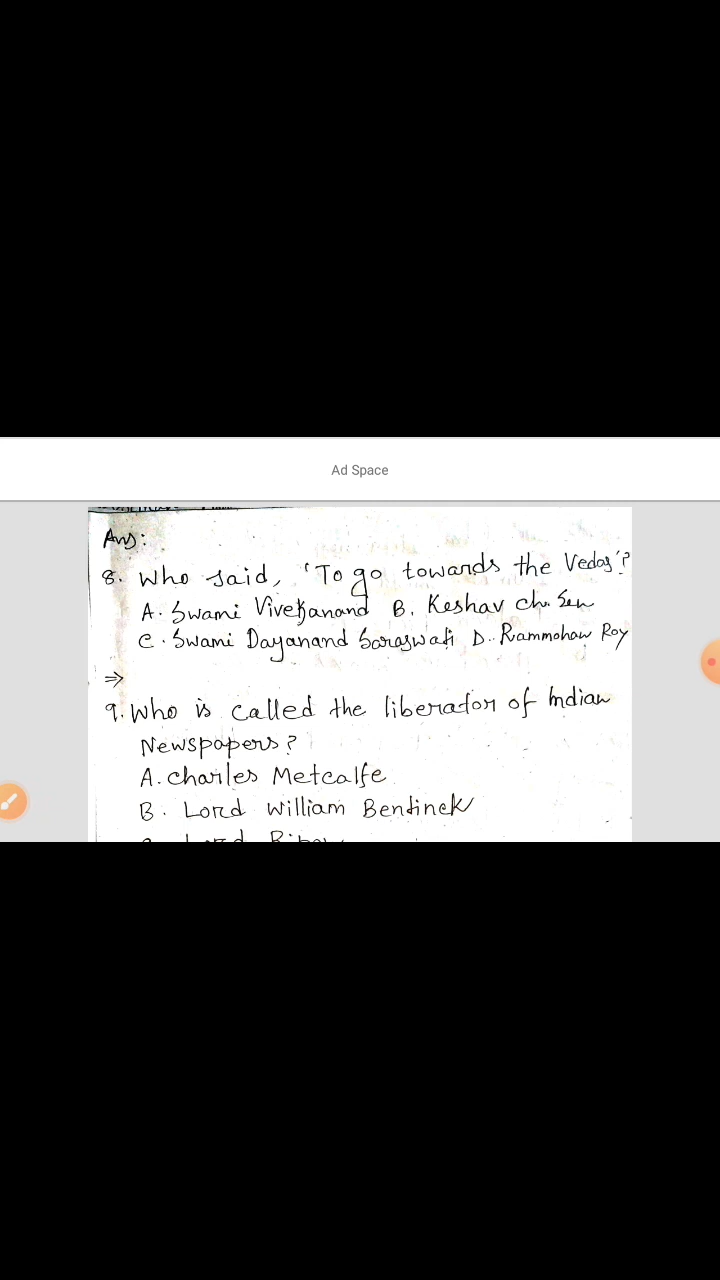 Ad Space
Ans:
8. Who said, 'To go towards the Vedas'?
A. Swami Vivekanand B. Keshav ch. Sen
C. Swami Dayanand Saraswati D. Rammohan Roy
⇒
9. Who is called the liberator of Indian
Newspapers?
A. Charles Metcalfe
B. Lord William Bentinck